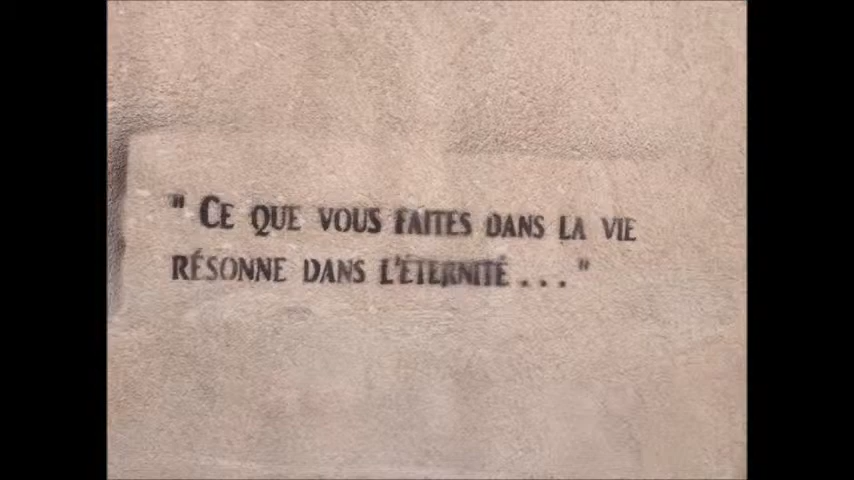 " CE QUE VOUS FAITES DANS LA VIE
RÉSONNE DANS L'ÉTERNITÉ . . . "